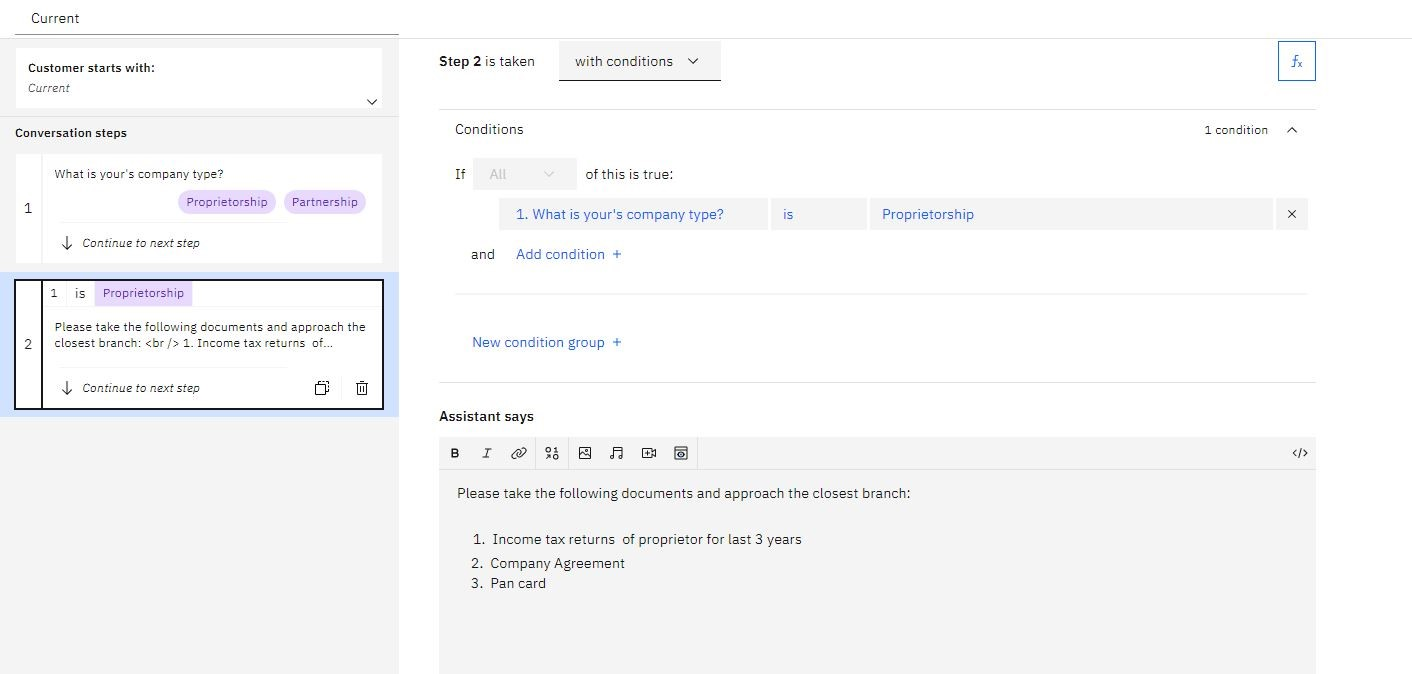 Current
Customer starts with:
Current
Conversation steps
1
What is your's company type?
Proprietorship Partnership
Continue to next step
2
1 is Proprietorship
Please take the following documents and approach the
closest branch: <br /> 1. Income tax returns  of...
Continue to next step
Step 2 is taken with conditions
fx
Conditions 1 condition
If All of this is true:
1. What is your's company type? is Proprietorship
and Add condition +
New condition group +
Assistant says
B I
</>
Please take the following documents and approach the closest branch:
1. Income tax returns  of proprietor for last 3 years
2. Company Agreement
3. Pan card